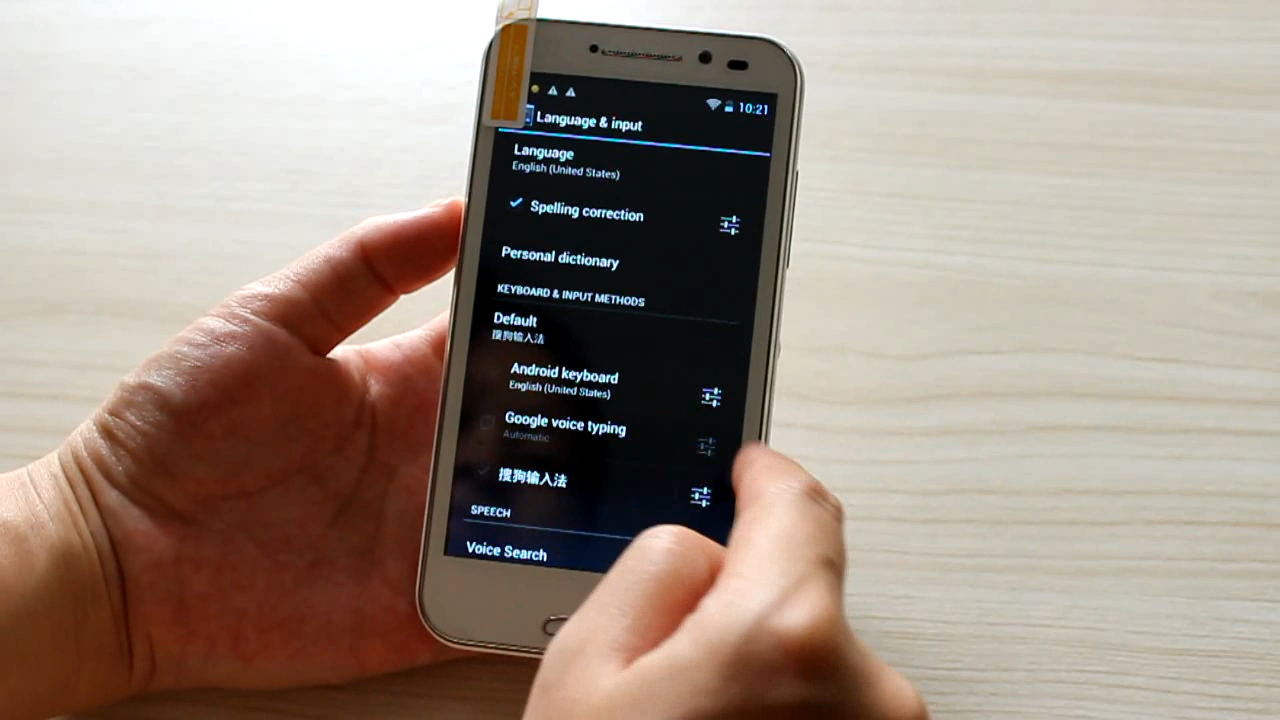 10:21
Language & input
Language
English (United States)
Spelling correction
Personal dictionary
KEYBOARD & INPUT METHODS
Default
搜狗输入法
Android keyboard
English (United States)
Google voice typing
Automatic
搜狗输入法
SPEECH
Voice Search